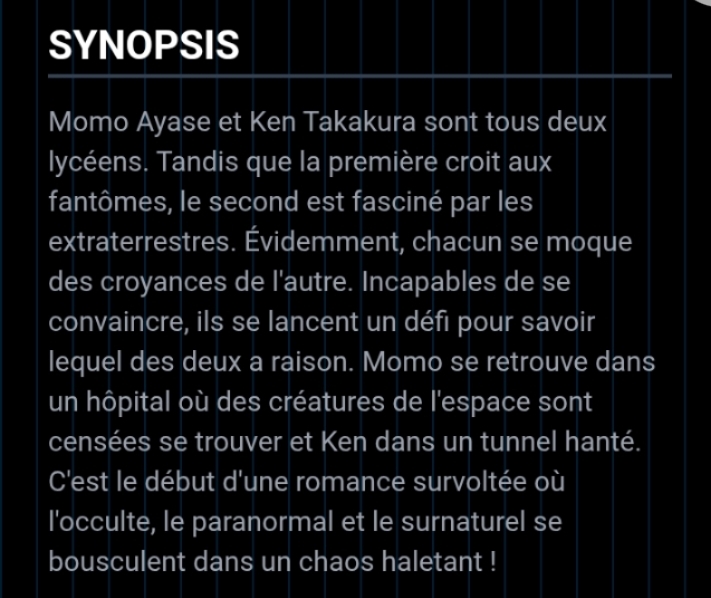 SYNOPSIS
Momo Ayase et Ken Takakura sont tous deux
lycéens. Tandis que la première croit aux
fantômes, le second est fasciné par les
extraterrestres. Évidemment, chacun se moque
des croyances de l'autre. Incapables de se
convaincre, ils se lancent un défi pour savoir
lequel des deux a raison. Momo se retrouve dans
un hôpital où des créatures de l'espace sont
censées se trouver et Ken dans un tunnel hanté.
C'est le début d'une romance survoltée où
l'occulte, le paranormal et le surnaturel se
bousculent dans un chaos haletant !